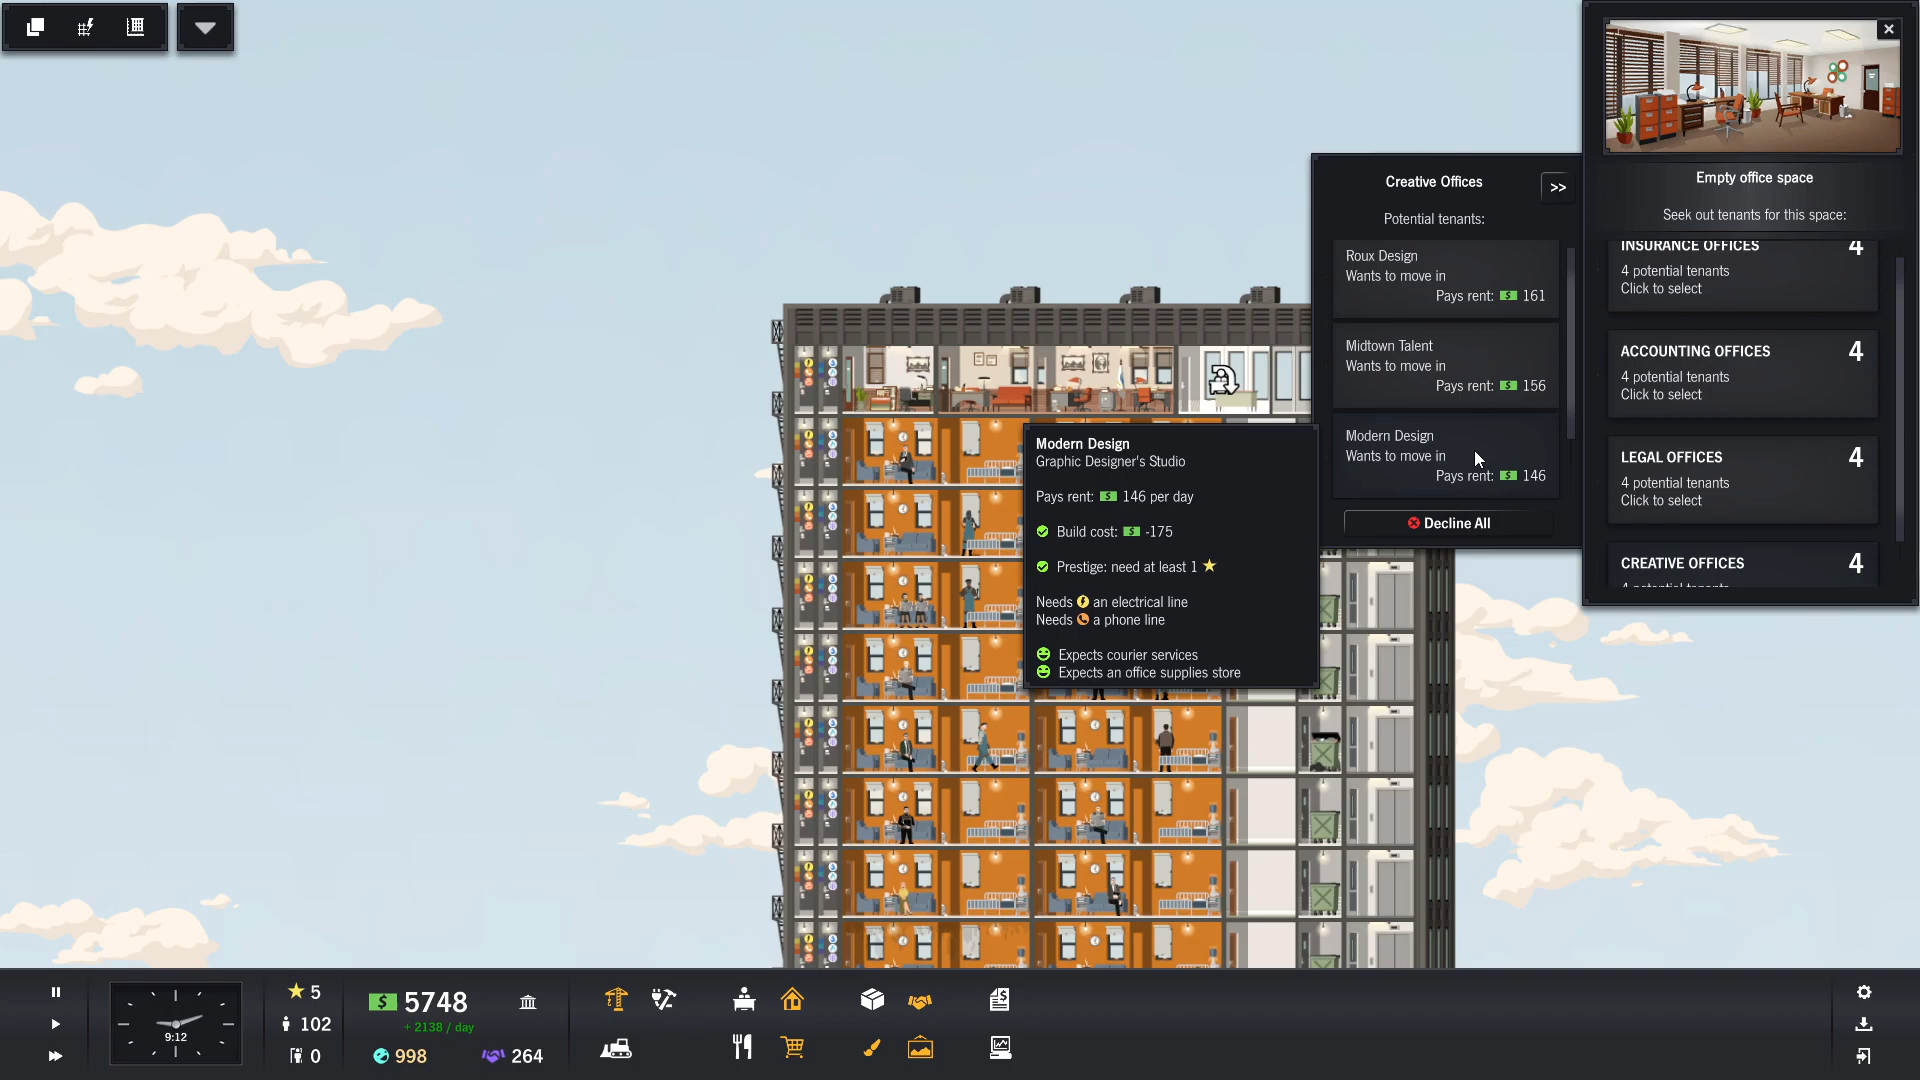 Empty office space
Seek out tenants for this space:
INSURANCE OFFICES 4
4 potential tenants
Click to select
ACCOUNTING OFFICES 4
4 potential tenants
Click to select
LEGAL OFFICES 4
4 potential tenants
Click to select
CREATIVE OFFICES 4
4 potential tenants
Creative Offices >>
Potential tenants:
Roux Design
Wants to move in
Pays rent: $ 161
Midtown Talent
Wants to move in
Pays rent: $ 156
Modern Design
Wants to move in
Pays rent: $ 146
Decline All
Modern Design
Graphic Designer's Studio
Pays rent: $ 146 per day
Build cost: $ -175
Prestige: need at least 1
Needs an electrical line
Needs a phone line
Expects courier services
Expects an office supplies store
9:12
5
102
0
$ 5748
+ 2138 / day
998
264